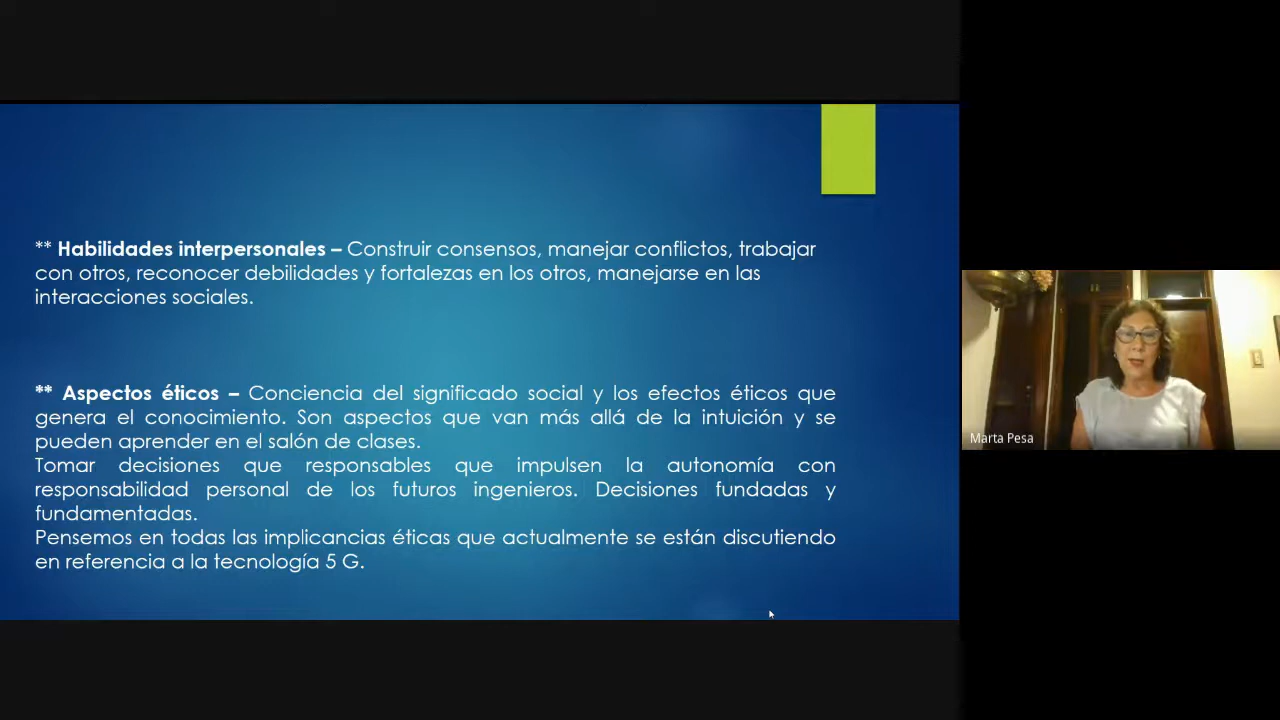 ** Habilidades interpersonales – Construir consensos, manejar conflictos, trabajar
con otros, reconocer debilidades y fortalezas en los otros, manejarse en las
interacciones sociales.
** Aspectos éticos – Conciencia del significado social y los efectos éticos que
genera el conocimiento. Son aspectos que van más allá de la intuición y se
pueden aprender en el salón de clases.
Tomar decisiones que responsables que impulsen la autonomía con
responsabilidad personal de los futuros ingenieros. Decisiones fundadas y
fundamentadas.
Pensemos en todas las implicancias éticas que actualmente se están discutiendo
en referencia a la tecnología 5 G.
Marta Pesa